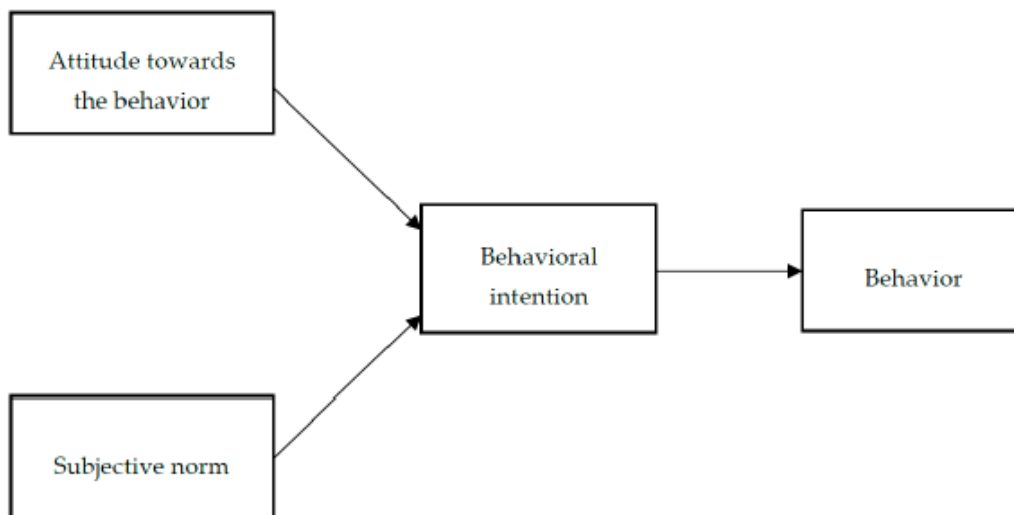 Attitude towards
the behavior
Behavioral
intention
Behavior
Subjective norm